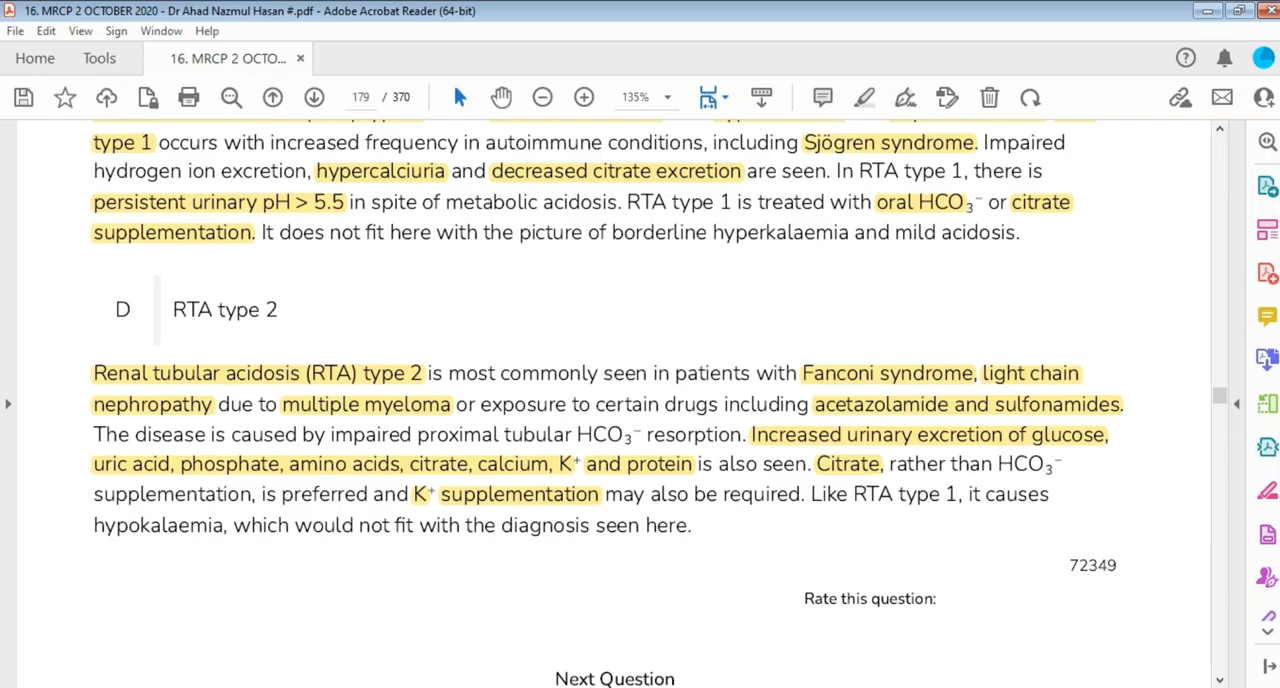 16. MRCP 2 OCTOBER 2020 - Dr Ahad Nazmul Hasan #.pdf - Adobe Acrobat Reader (64-bit)
File Edit View Sign Window Help
Home Tools 16. MRCP 2 OCTO... ×
179 / 370 135%
type 1 occurs with increased frequency in autoimmune conditions, including Sjögren syndrome. Impaired
hydrogen ion excretion, hypercalciuria and decreased citrate excretion are seen. In RTA type 1, there is
persistent urinary pH > 5.5 in spite of metabolic acidosis. RTA type 1 is treated with oral HCO₃⁻ or citrate
supplementation. It does not fit here with the picture of borderline hyperkalaemia and mild acidosis.
D RTA type 2
Renal tubular acidosis (RTA) type 2 is most commonly seen in patients with Fanconi syndrome, light chain
nephropathy due to multiple myeloma or exposure to certain drugs including acetazolamide and sulfonamides.
The disease is caused by impaired proximal tubular HCO₃⁻ resorption. Increased urinary excretion of glucose,
uric acid, phosphate, amino acids, citrate, calcium, K⁺ and protein is also seen. Citrate, rather than HCO₃⁻
supplementation, is preferred and K⁺ supplementation may also be required. Like RTA type 1, it causes
hypokalaemia, which would not fit with the diagnosis seen here.
72349
Rate this question:
Next Question